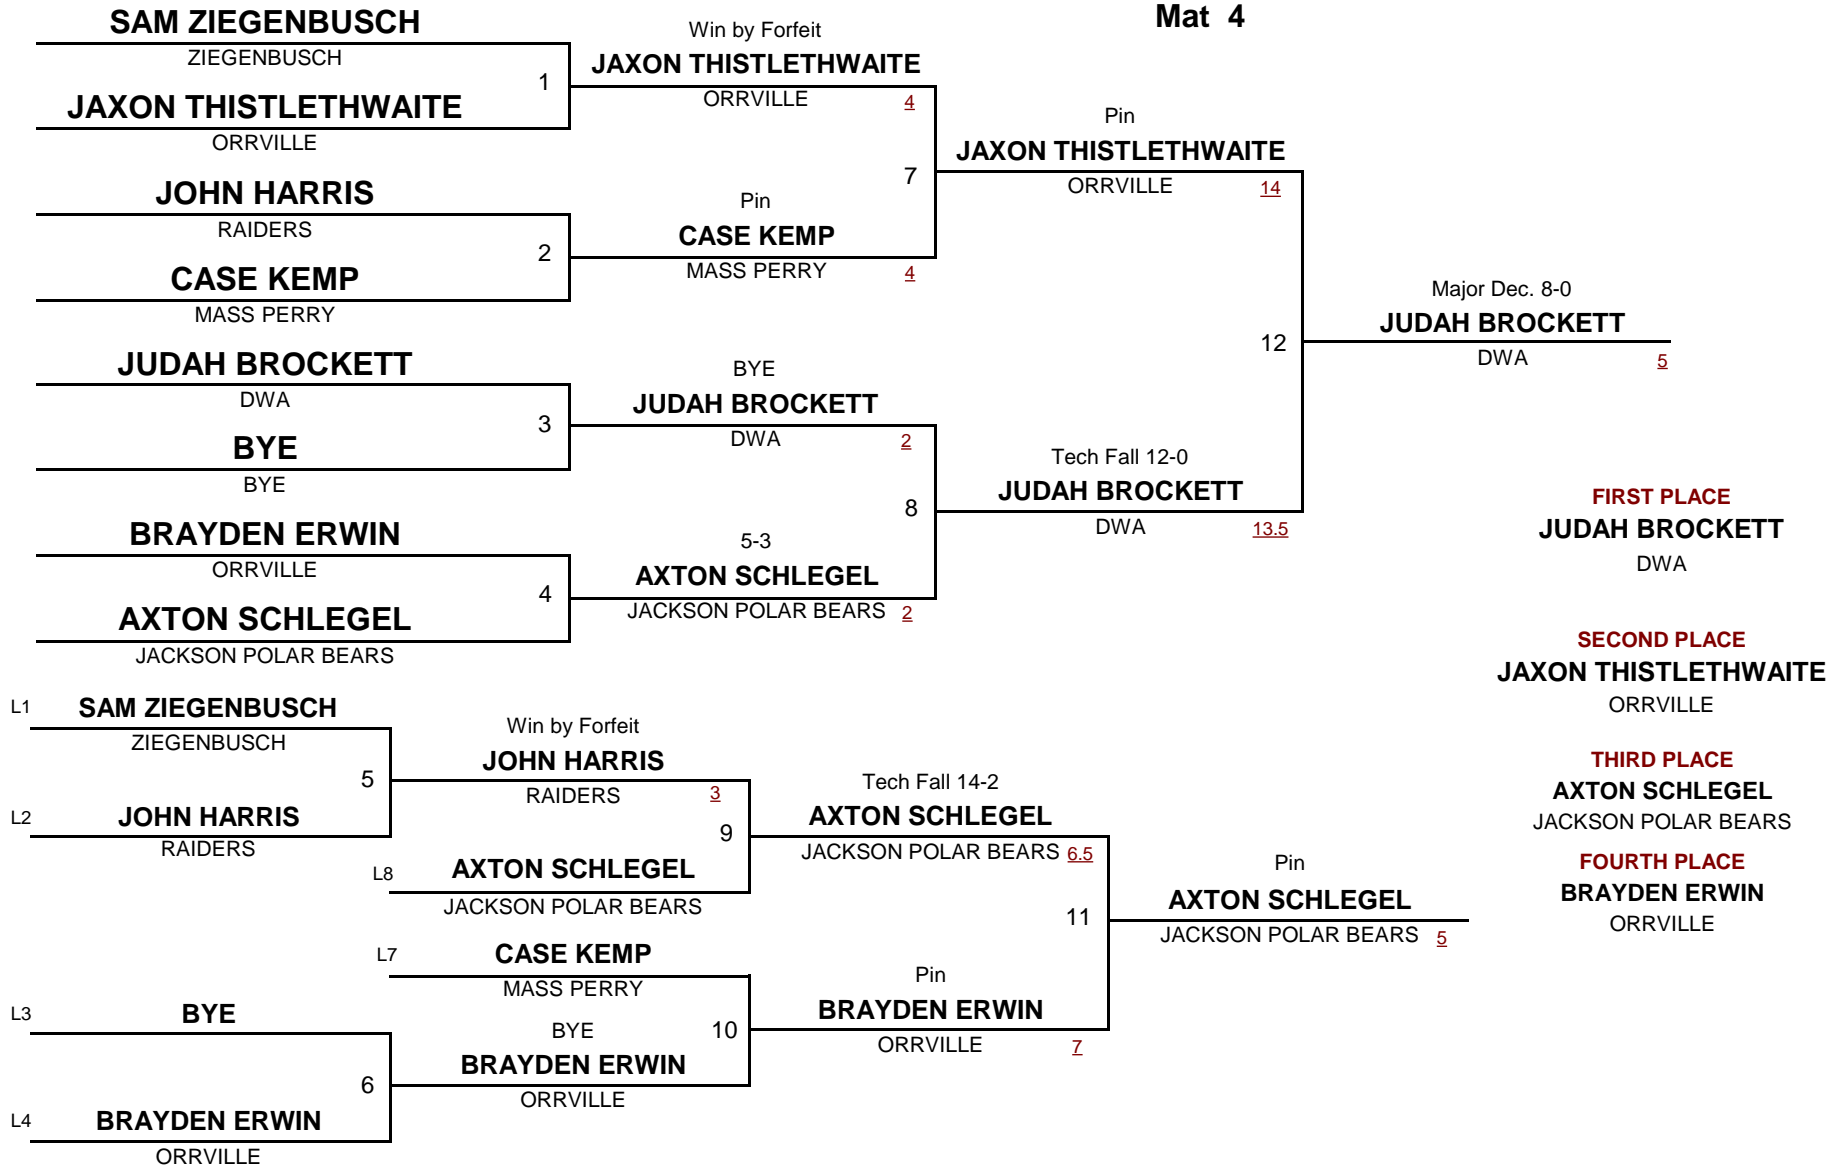 Mat 4
SAM ZIEGENBUSCH
ZIEGENBUSCH
1
JAXON THISTLETHWAITE
ORRVILLE
JOHN HARRIS
RAIDERS
2
CASE KEMP
MASS PERRY
JUDAH BROCKETT
DWA
3
BYE
BYE
BRAYDEN ERWIN
ORRVILLE
4
AXTON SCHLEGEL
JACKSON POLAR BEARS
Win by Forfeit
JAXON THISTLETHWAITE
ORRVILLE 4
7
Pin
CASE KEMP
MASS PERRY 4
BYE
JUDAH BROCKETT
DWA 2
8
5-3
AXTON SCHLEGEL
JACKSON POLAR BEARS 2
Pin
JAXON THISTLETHWAITE
ORRVILLE 14
12
Tech Fall 12-0
JUDAH BROCKETT
DWA 13.5
Major Dec. 8-0
JUDAH BROCKETT
DWA 5
FIRST PLACE
JUDAH BROCKETT
DWA
SECOND PLACE
JAXON THISTLETHWAITE
ORRVILLE
THIRD PLACE
AXTON SCHLEGEL
JACKSON POLAR BEARS
FOURTH PLACE
BRAYDEN ERWIN
ORRVILLE
L1 SAM ZIEGENBUSCH
ZIEGENBUSCH
5
L2 JOHN HARRIS
RAIDERS
L3 BYE
6
L4 BRAYDEN ERWIN
ORRVILLE
Win by Forfeit
JOHN HARRIS
RAIDERS 3
9
L8 AXTON SCHLEGEL
JACKSON POLAR BEARS
L7 CASE KEMP
MASS PERRY
10
BYE
BRAYDEN ERWIN
ORRVILLE
Tech Fall 14-2
AXTON SCHLEGEL
JACKSON POLAR BEARS 6.5
11
Pin
BRAYDEN ERWIN
ORRVILLE 7
Pin
AXTON SCHLEGEL
JACKSON POLAR BEARS 5